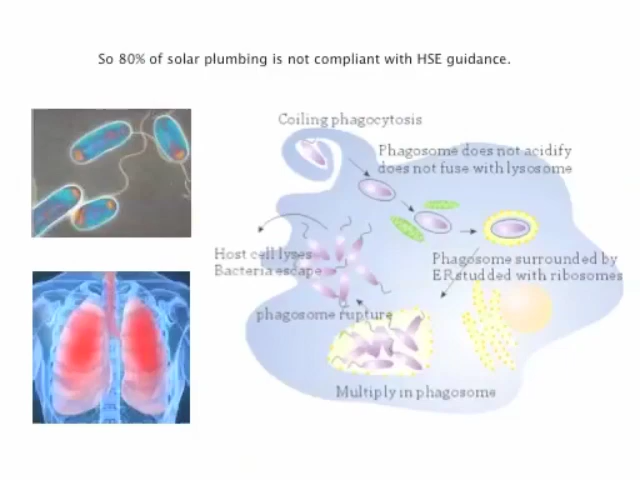 So 80% of solar plumbing is not compliant with HSE guidance.
Coiling phagocytosis
Phagosome does not acidify
does not fuse with lysosome
Host cell lyses
Bacteria escape
Phagosome surrounded by
ER studded with ribosomes
phagosome rupture
Multiply in phagosome